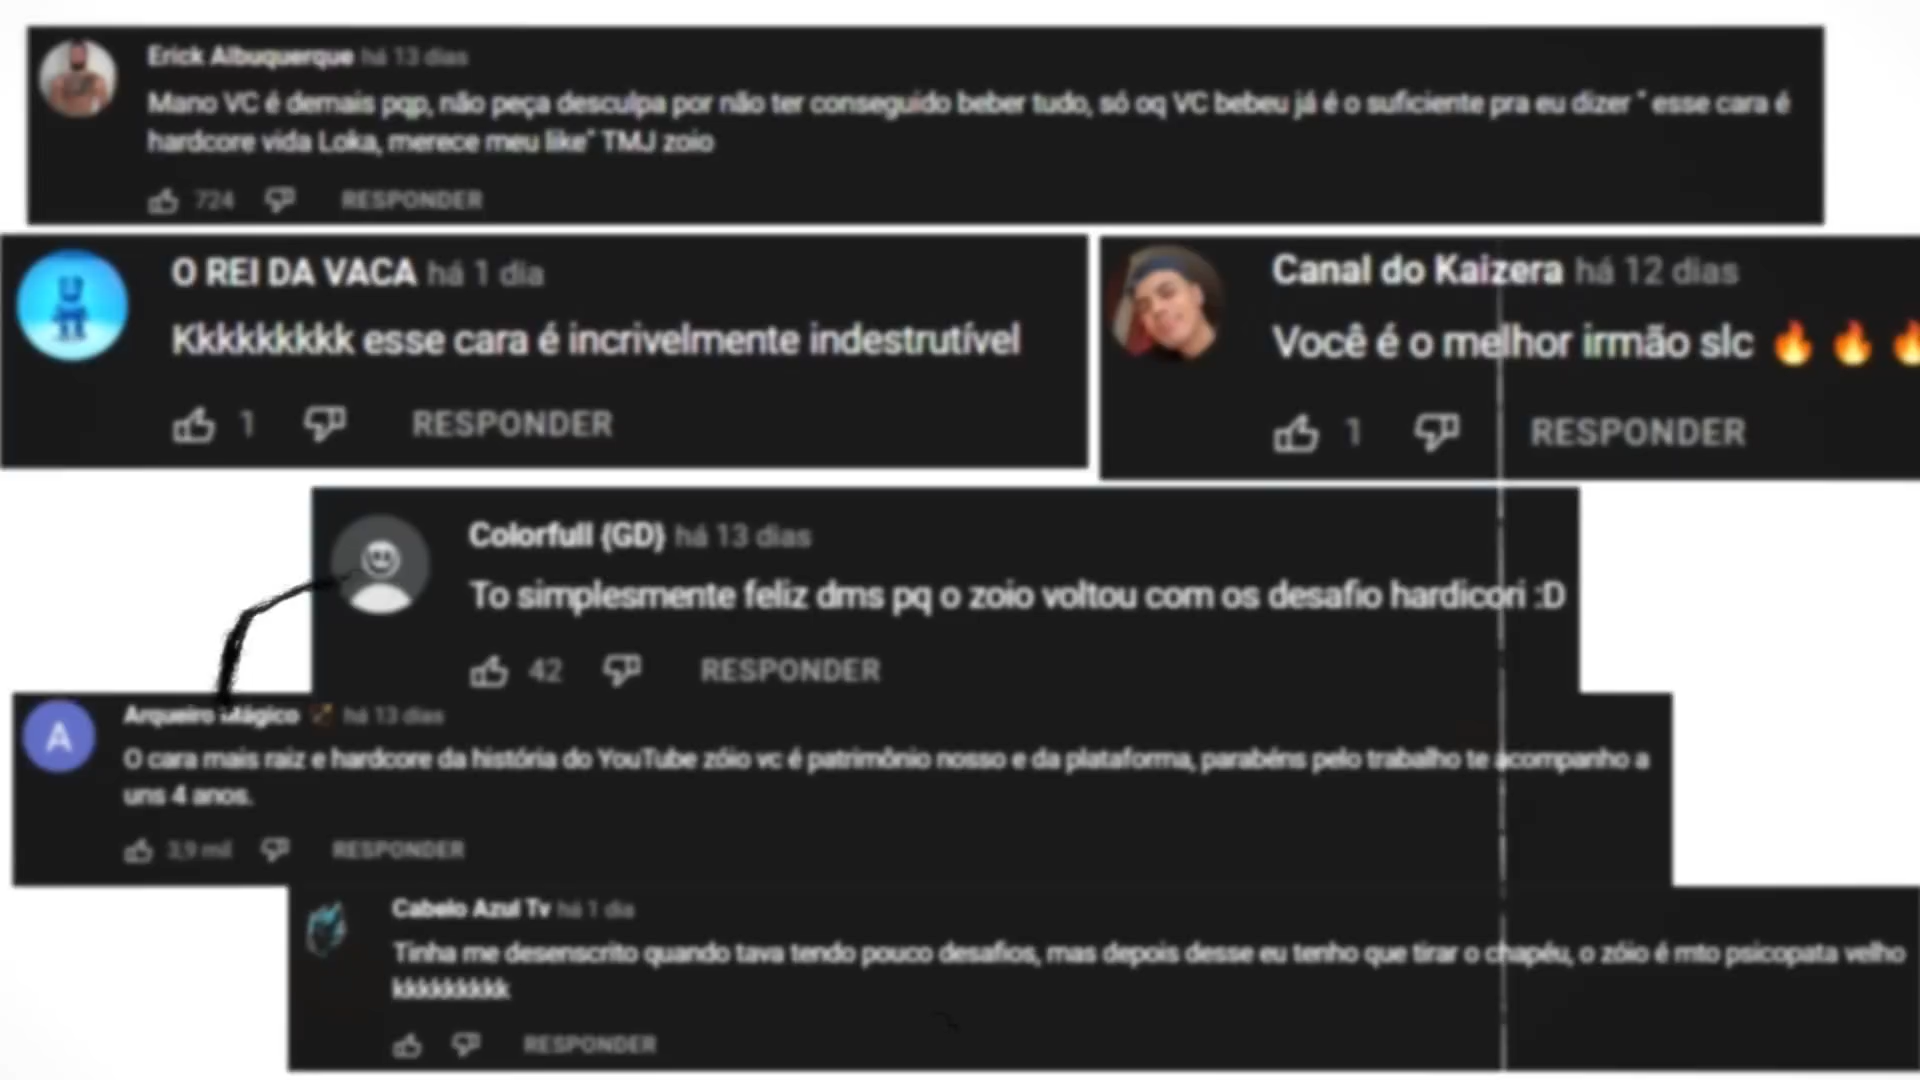 Erick Albuquerque há 13 dias
Mano VC é demais pqp, não peça desculpa por não ter conseguido beber tudo, só oq VC bebeu já é o suficiente pra eu dizer " esse cara é
hardcore vida Loka, merece meu like" TMJ zoio
724 RESPONDER
O REI DA VACA há 1 dia
Kkkkkkkkk esse cara é incrivelmente indestrutível
1 RESPONDER
Canal do Kaizera há 12 dias
Você é o melhor irmão slc 🔥 🔥 🔥
1 RESPONDER
Colorfull (GD) há 13 dias
To simplesmente feliz dms pq o zoio voltou com os desafio hardicori :D
42 RESPONDER
A
Arqueiro Mágico há 13 dias
O cara mais raiz e hardcore da história do YouTube zóio vc é patrimônio nosso e da plataforma, parabéns pelo trabalho te acompanho a
uns 4 anos.
3,9 mil RESPONDER
Cabelo Azul Tv há 1 dia
Tinha me desenscrito quando tava tendo pouco desafios, mas depois desse eu tenho que tirar o chapéu, o zóio é mto psicopata velho
kkkkkkkkkk
RESPONDER